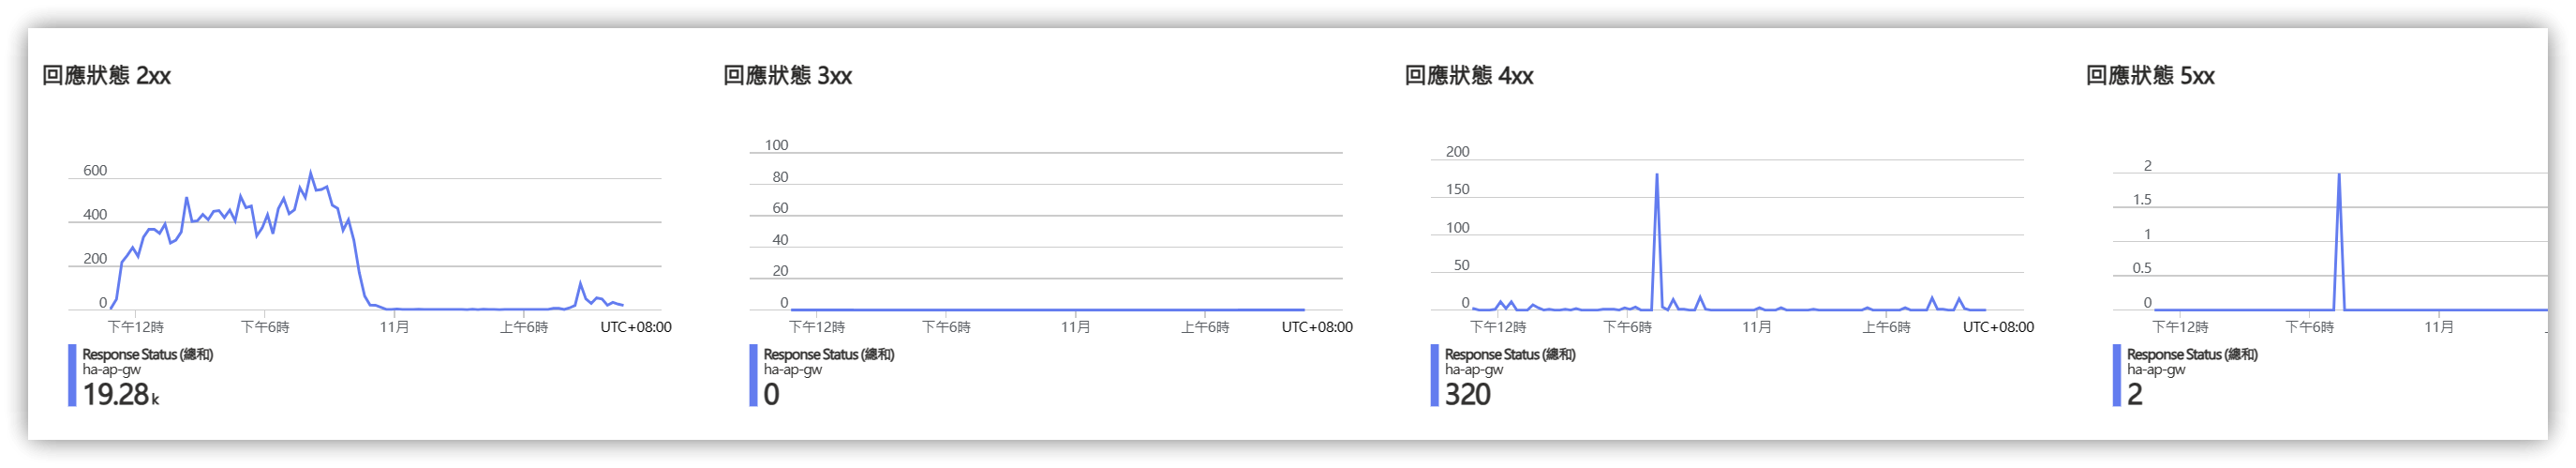 回應狀態 2xx
600
400
200
0
下午12時 下午6時 11月 上午6時 UTC+08:00
Response Status (總和)
ha-ap-gw
19.28 k
回應狀態 3xx
100
80
60
40
20
0
下午12時 下午6時 11月 上午6時 UTC+08:00
Response Status (總和)
ha-ap-gw
0
回應狀態 4xx
200
150
100
50
0
下午12時 下午6時 11月 上午6時 UTC+08:00
Response Status (總和)
ha-ap-gw
320
回應狀態 5xx
2
1.5
1
0.5
0
下午12時 下午6時 11月
Response Status (總和)
ha-ap-gw
2